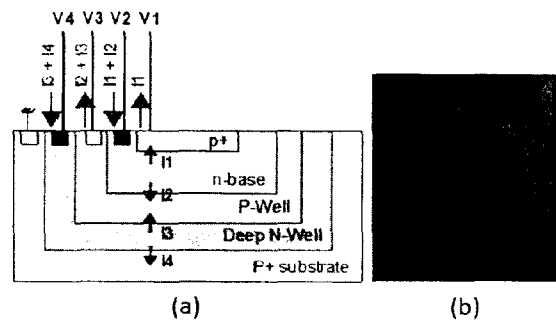 V4 V3 V2 V1
I3 + I4
I2 + I3
I1 + I2
I1
p+
I1
n-base
I2
P-Well
I3
Deep N-Well
I4
P+ substrate
(a)
(b)